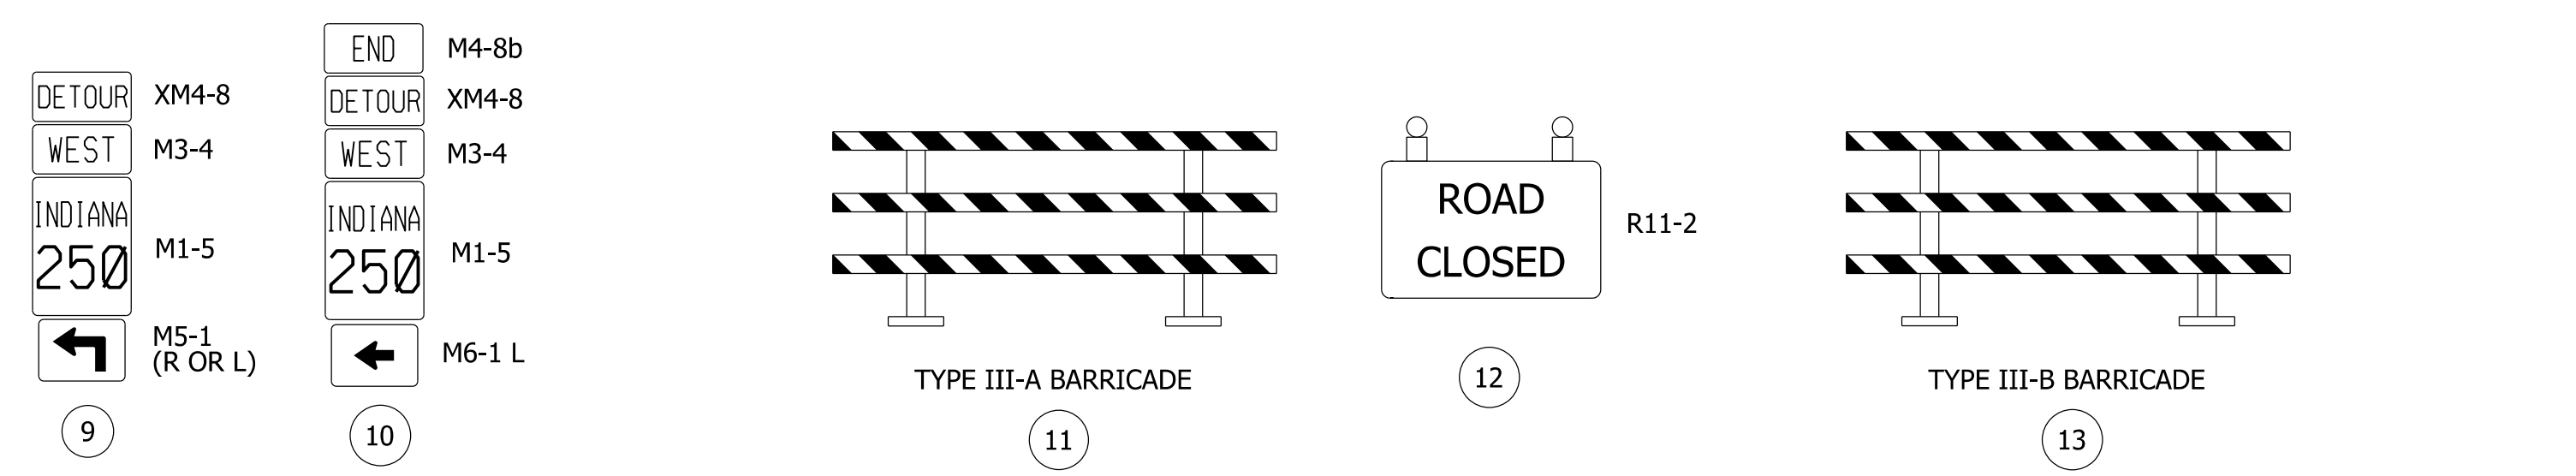 DETOUR XM4-8
WEST M3-4
INDIANA
250 M1-5
M5-1
(R OR L)
9
END M4-8b
DETOUR XM4-8
WEST M3-4
INDIANA
250 M1-5
M6-1 L
10
TYPE III-A BARRICADE
11
ROAD
CLOSED
R11-2
12
TYPE III-B BARRICADE
13